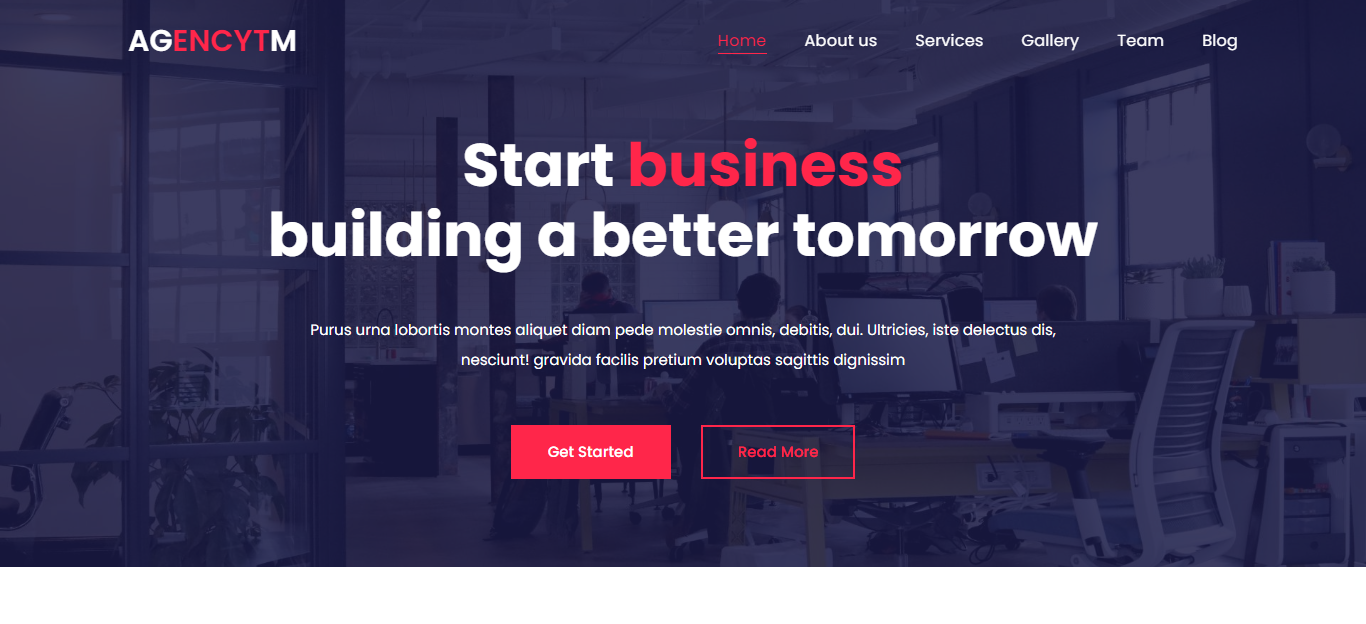 AGENCYTM
Home About us Services Gallery Team Blog
Start business
building a better tomorrow
Purus urna lobortis montes aliquet diam pede molestie omnis, debitis, dui. Ultricies, iste delectus dis,
nesciunt! gravida facilis pretium voluptas sagittis dignissim
Get Started Read More